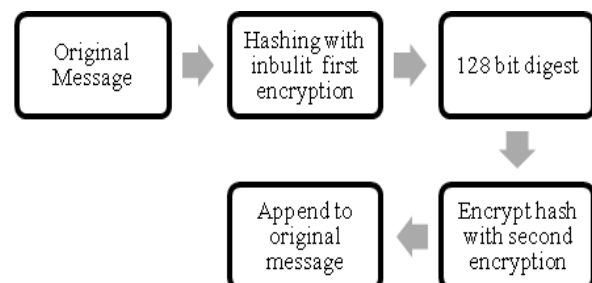 Original
Message
Hashing with
inbulit first
encryption
128 bit digest
Encrypt hash
with second
encryption
Append to
original
message